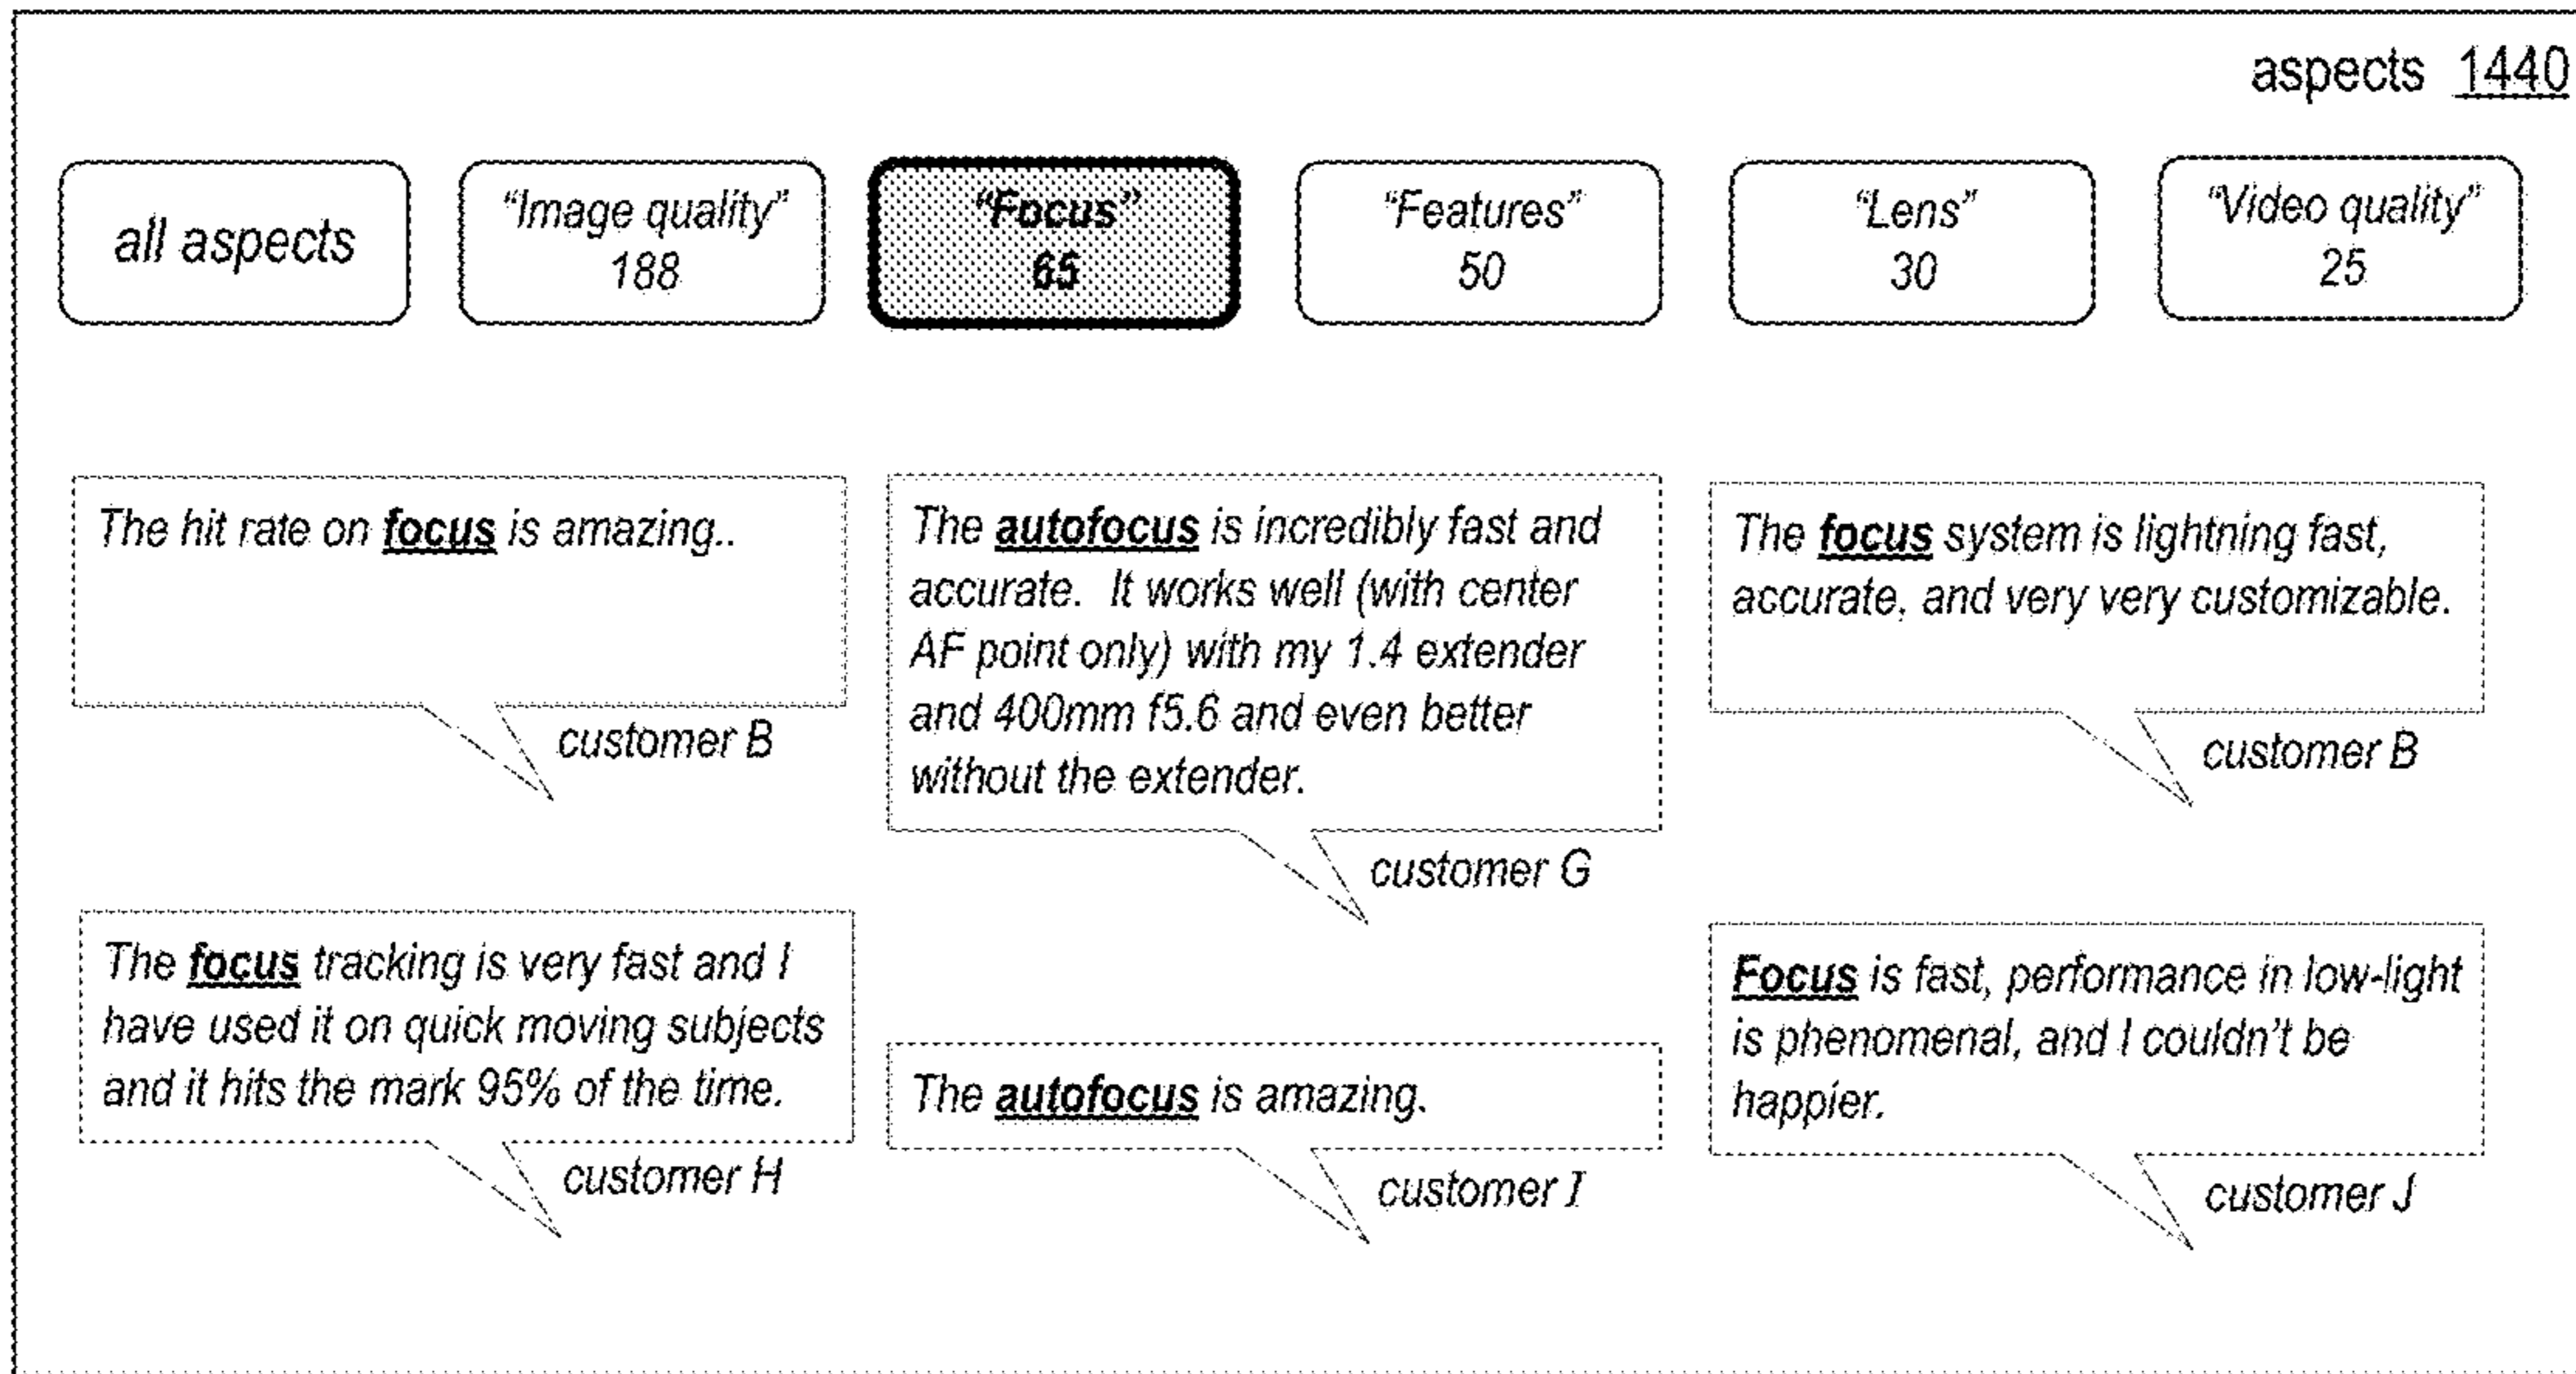 aspects 1440
all aspects
“Image quality”
188
“Focus”
65
“Features”
50
“Lens”
30
“Video quality”
25
The hit rate on focus is amazing..
customer B
The autofocus is incredibly fast and
accurate. It works well (with center
AF point only) with my 1.4 extender
and 400mm f5.6 and even better
without the extender.
customer G
The focus system is lightning fast,
accurate, and very very customizable.
customer B
The focus tracking is very fast and I
have used it on quick moving subjects
and it hits the mark 95% of the time.
customer H
The autofocus is amazing.
customer I
Focus is fast, performance in low-light
is phenomenal, and I couldn’t be
happier.
customer J